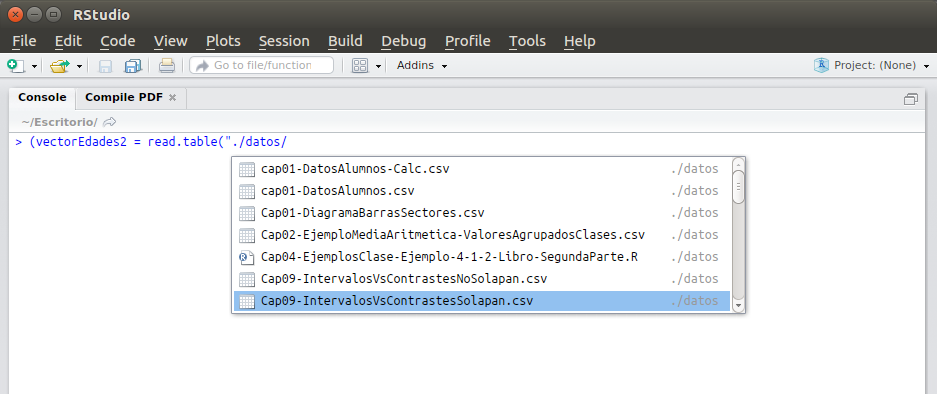 RStudio
File Edit Code View Plots Session Build Debug Profile Tools Help
Go to file/function Addins Project: (None)
Console Compile PDF
~/Escritorio/
> (vectorEdades2 = read.table("./datos/
cap01-DatosAlumnos-Calc.csv ./datos
cap01-DatosAlumnos.csv ./datos
Cap01-DiagramaBarrasSectores.csv ./datos
Cap02-EjemploMediaAritmetica-ValoresAgrupadosClases.csv ./datos
Cap04-EjemplosClase-Ejemplo-4-1-2-Libro-SegundaParte.R ./datos
Cap09-IntervalosVsContrastesNoSolapan.csv ./datos
Cap09-IntervalosVsContrastesSolapan.csv ./datos